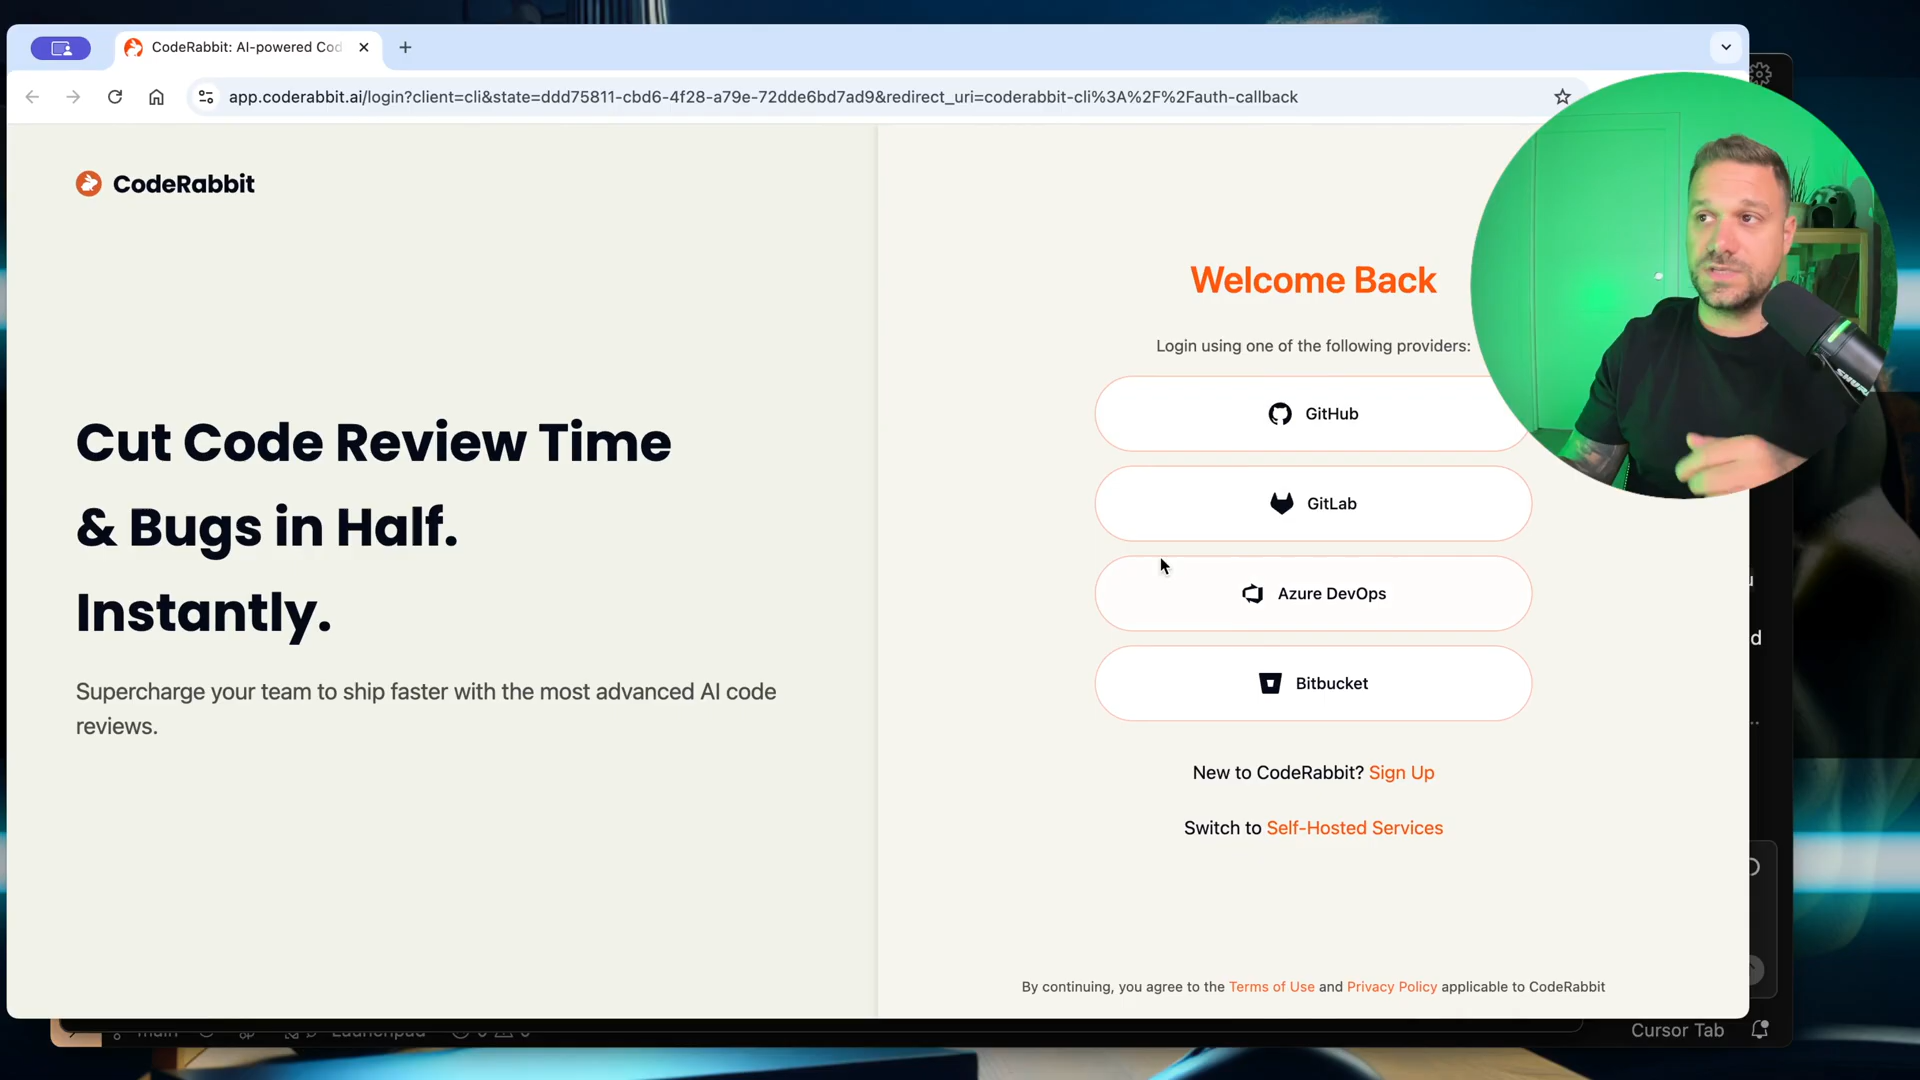 CodeRabbit: AI-powered Cod
app.coderabbit.ai/login?client=cli&state=ddd75811-cbd6-4f28-a79e-72dde6bd7ad9&redirect_uri=coderabbit-cli%3A%2F%2Fauth-callback
CodeRabbit
Cut Code Review Time
& Bugs in Half.
Instantly.
Supercharge your team to ship faster with the most advanced AI code
reviews.
Welcome Back
Login using one of the following providers:
GitHub
GitLab
Azure DevOps
Bitbucket
New to CodeRabbit? Sign Up
Switch to Self-Hosted Services
By continuing, you agree to the Terms of Use and Privacy Policy applicable to CodeRabbit
main
Launchpad
Cursor Tab